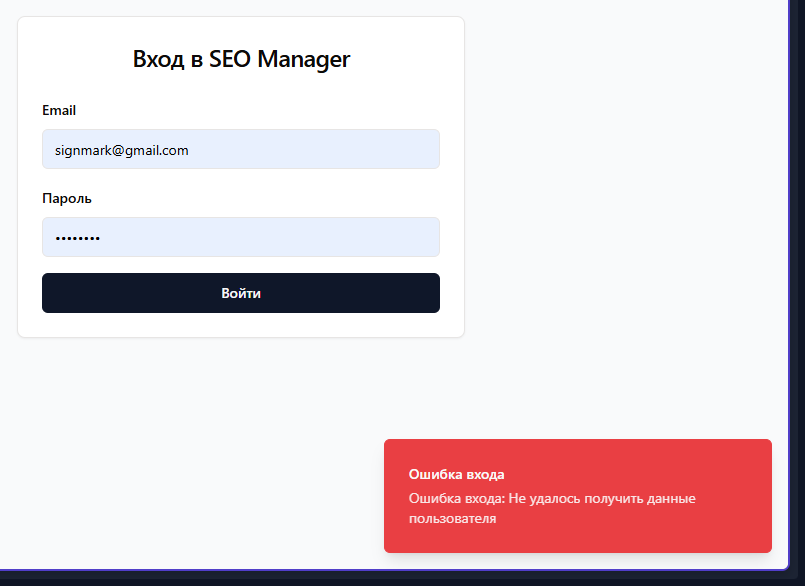 Вход в SEO Manager
Email
signmark@gmail.com
Пароль
••••••••
Войти
Ошибка входа
Ошибка входа: Не удалось получить данные
пользователя